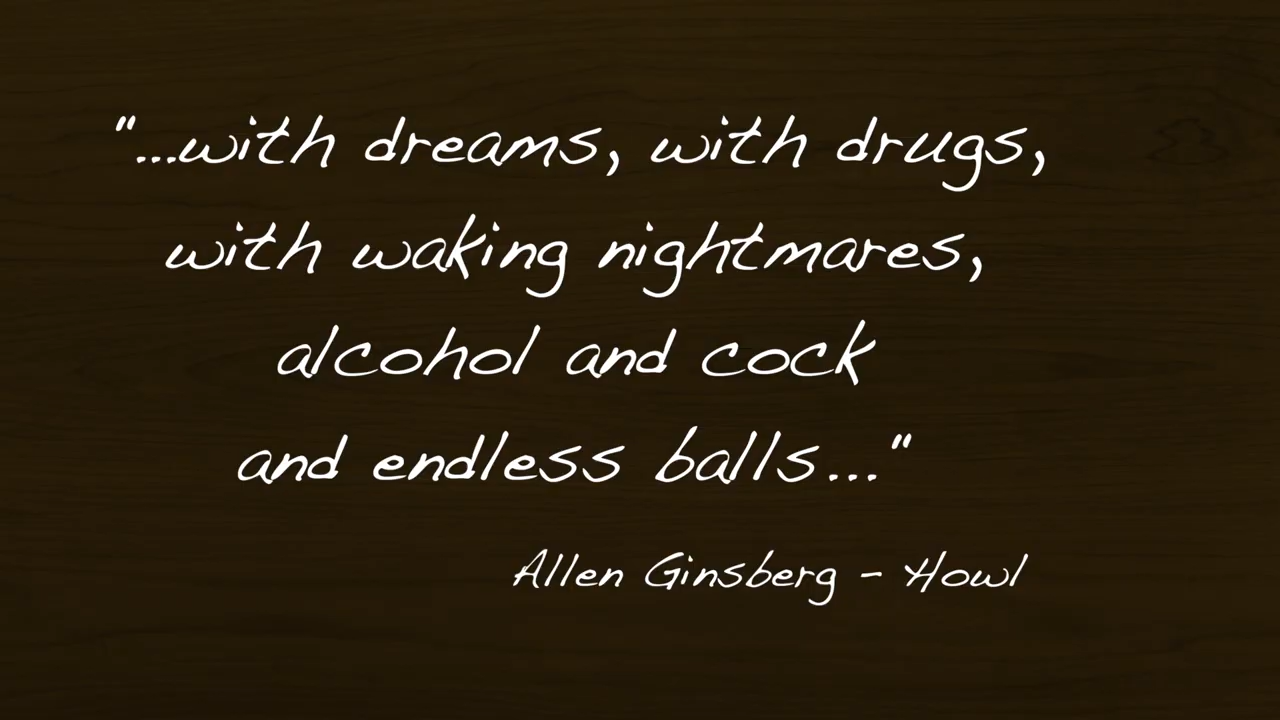 "...with dreams, with drugs,
with waking nightmares,
alcohol and cock
and endless balls..."
Allen Ginsberg - Howl